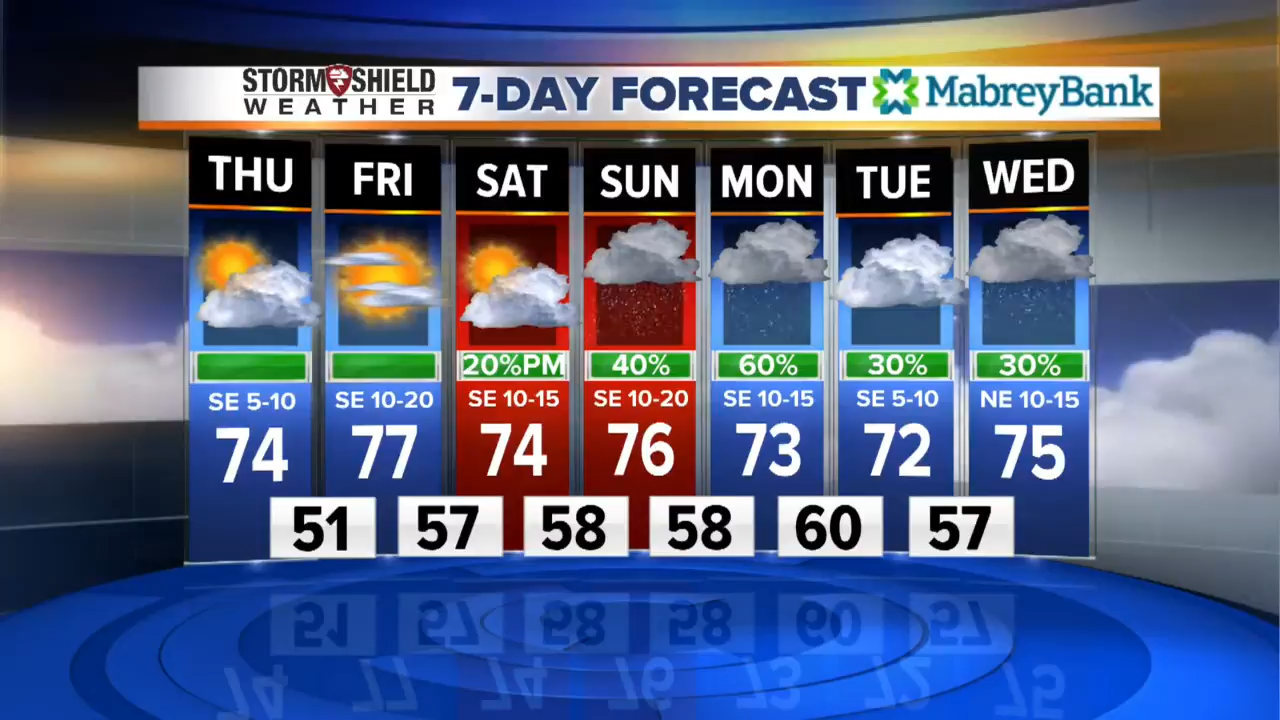 STORM SHIELD
WEATHER
7-DAY FORECAST
MabreyBank
THU FRI SAT SUN MON TUE WED
20%PM 40% 60% 30% 30%
SE 5-10 SE 10-20 SE 10-15 SE 10-20 SE 10-15 SE 5-10 NE 10-15
74 77 74 76 73 72 75
51 57 58 58 60 57